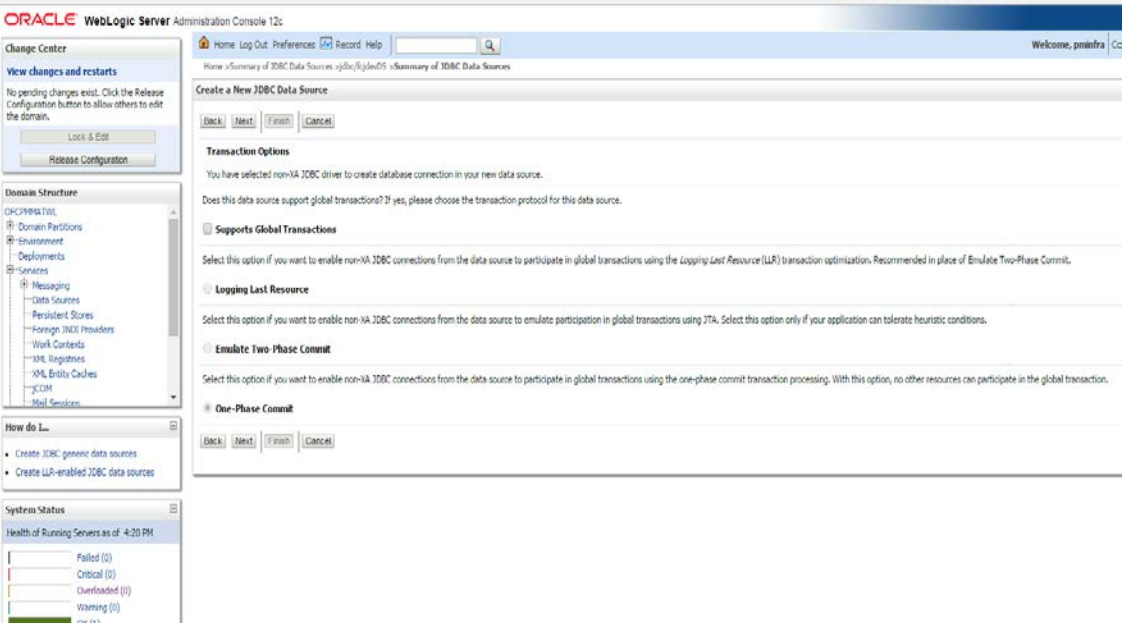 ORACLE WebLogic Server Administration Console 12c
Change Center
View changes and restarts
No pending changes exist. Click the Release
Configuration button to allow others to edit
the domain.
Lock & Edit
Release Configuration
Domain Structure
Domain Partitions
Environment
Deployments
Services
Messaging
Data Sources
Persistent Stores
Foreign JNDI Providers
Work Contexts
XML Registries
XML Entity Caches
jCOM
Mail Sessions
How do I...
Create JDBC generic data sources
Create LLR-enabled JDBC data sources
System Status
Health of Running Servers as of 4:20 PM
Failed (0)
Critical (0)
Overloaded (0)
Warning (0)
OK (1)
Home Log Out Preferences Record Help
Welcome, pminfra
Home >Summary of JDBC Data Sources >jdbc/fcjdevDS >Summary of JDBC Data Sources
Create a New JDBC Data Source
Back Next Finish Cancel
Transaction Options
You have selected non-XA JDBC driver to create database connection in your new data source.
Does this data source support global transactions? If yes, please choose the transaction protocol for this data source.
Supports Global Transactions
Select this option if you want to enable non-XA JDBC connections from the data source to participate in global transactions using the Logging Last Resource (LLR) transaction optimization. Recommended in place of Emulate Two-Phase Commit.
Logging Last Resource
Select this option if you want to enable non-XA JDBC connections from the data source to emulate participation in global transactions using JTA. Select this option only if your application can tolerate heuristic conditions.
Emulate Two-Phase Commit
Select this option if you want to enable non-XA JDBC connections from the data source to participate in global transactions using the one-phase commit transaction processing. With this option, no other resources can participate in the global transaction.
One-Phase Commit
Back Next Finish Cancel